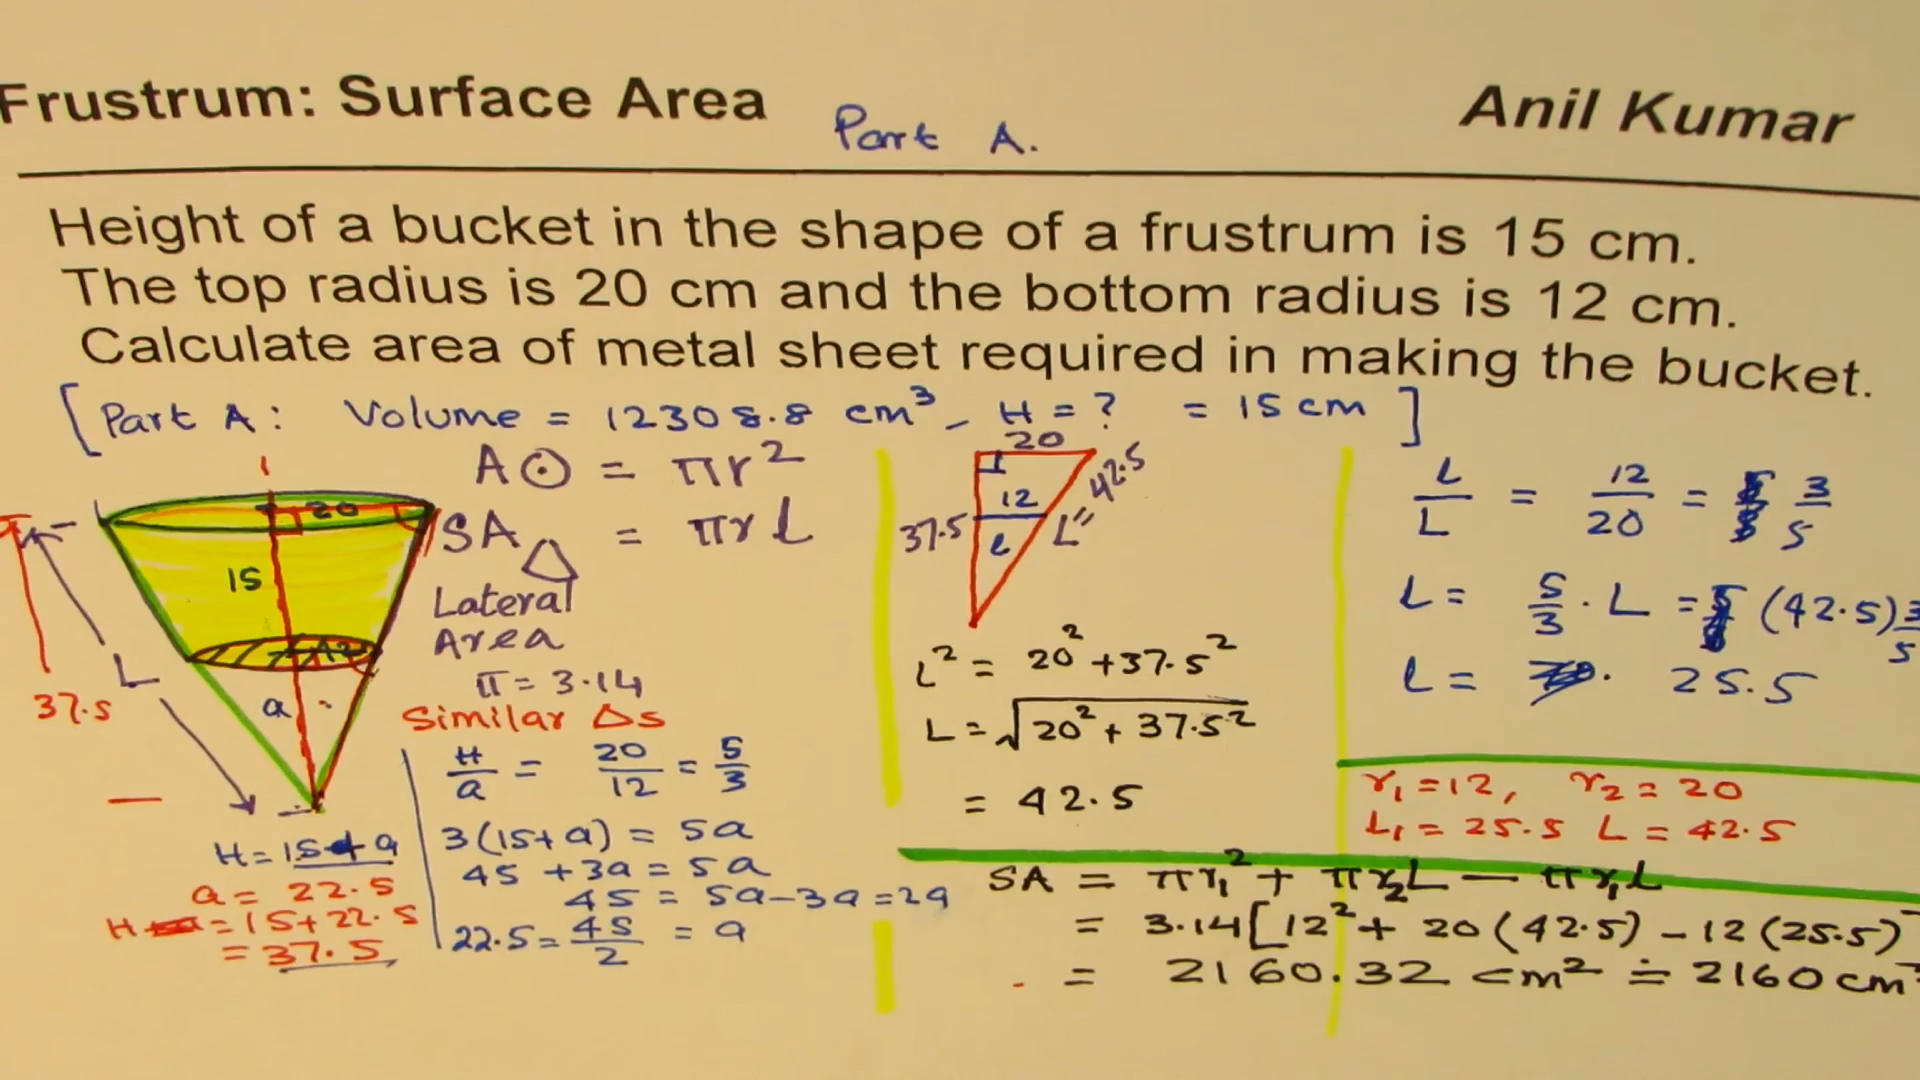 Frustrum: Surface Area
Part A.
Anil Kumar
Height of a bucket in the shape of a frustrum is 15 cm.
The top radius is 20 cm and the bottom radius is 12 cm.
Calculate area of metal sheet required in making the bucket.
[Part A: Volume = 12308.8 cm³ - H = ? = 15 cm]
20
15
12
a
L
37.5
H = 15+a
a = 22.5
H = 15+22.5
= 37.5
A⊙ = πr²
SA△ = πrl
Lateral
Area
π = 3.14
Similar △s
H/a = 20/12 = 5/3
3(15+a) = 5a
45 + 3a = 5a
45 = 5a-3a = 2a
22.5 = 45/2 = a
20
12
37.5
l
L = 42.5
L² = 20² + 37.5²
L = √20² + 37.5²
= 42.5
l/L = 12/20 = 3/5
L = 5/3 · L = (42.5)3/5
l = 25.5
r₁ = 12, r₂ = 20
L₁ = 25.5 L = 42.5
SA = πr₁² + πr₂L - πr₁l
= 3.14[12² + 20(42.5) - 12(25.5)
= 2160.32 cm² ≐ 2160 cm²